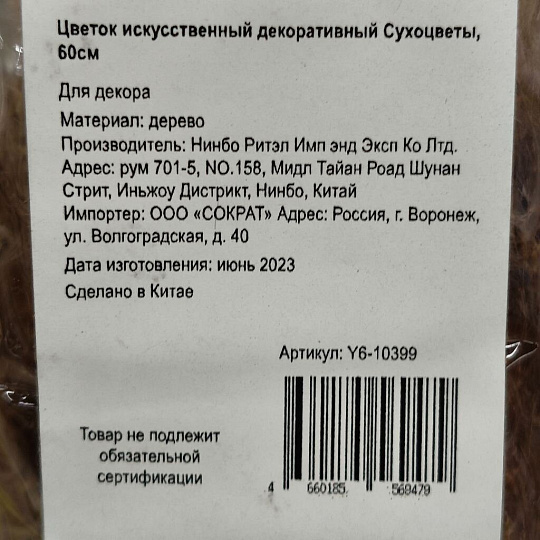 Цветок искусственный декоративный Сухоцветы,
60см
Для декора
Материал: дерево
Производитель: Нинбо Ритэл Имп энд Эксп Ко Лтд.
Адрес: рум 701-5, NO.158, Мидл Тайан Роад Шунан
Стрит, Иньжоу Дистрикт, Нинбо, Китай
Импортер: ООО «СОКРАТ» Адрес: Россия, г. Воронеж,
ул. Волгоградская, д. 40
Дата изготовления: июнь 2023
Сделано в Китае
Артикул: Y6-10399
Товар не подлежит
обязательной
сертификации
4 660185 569479